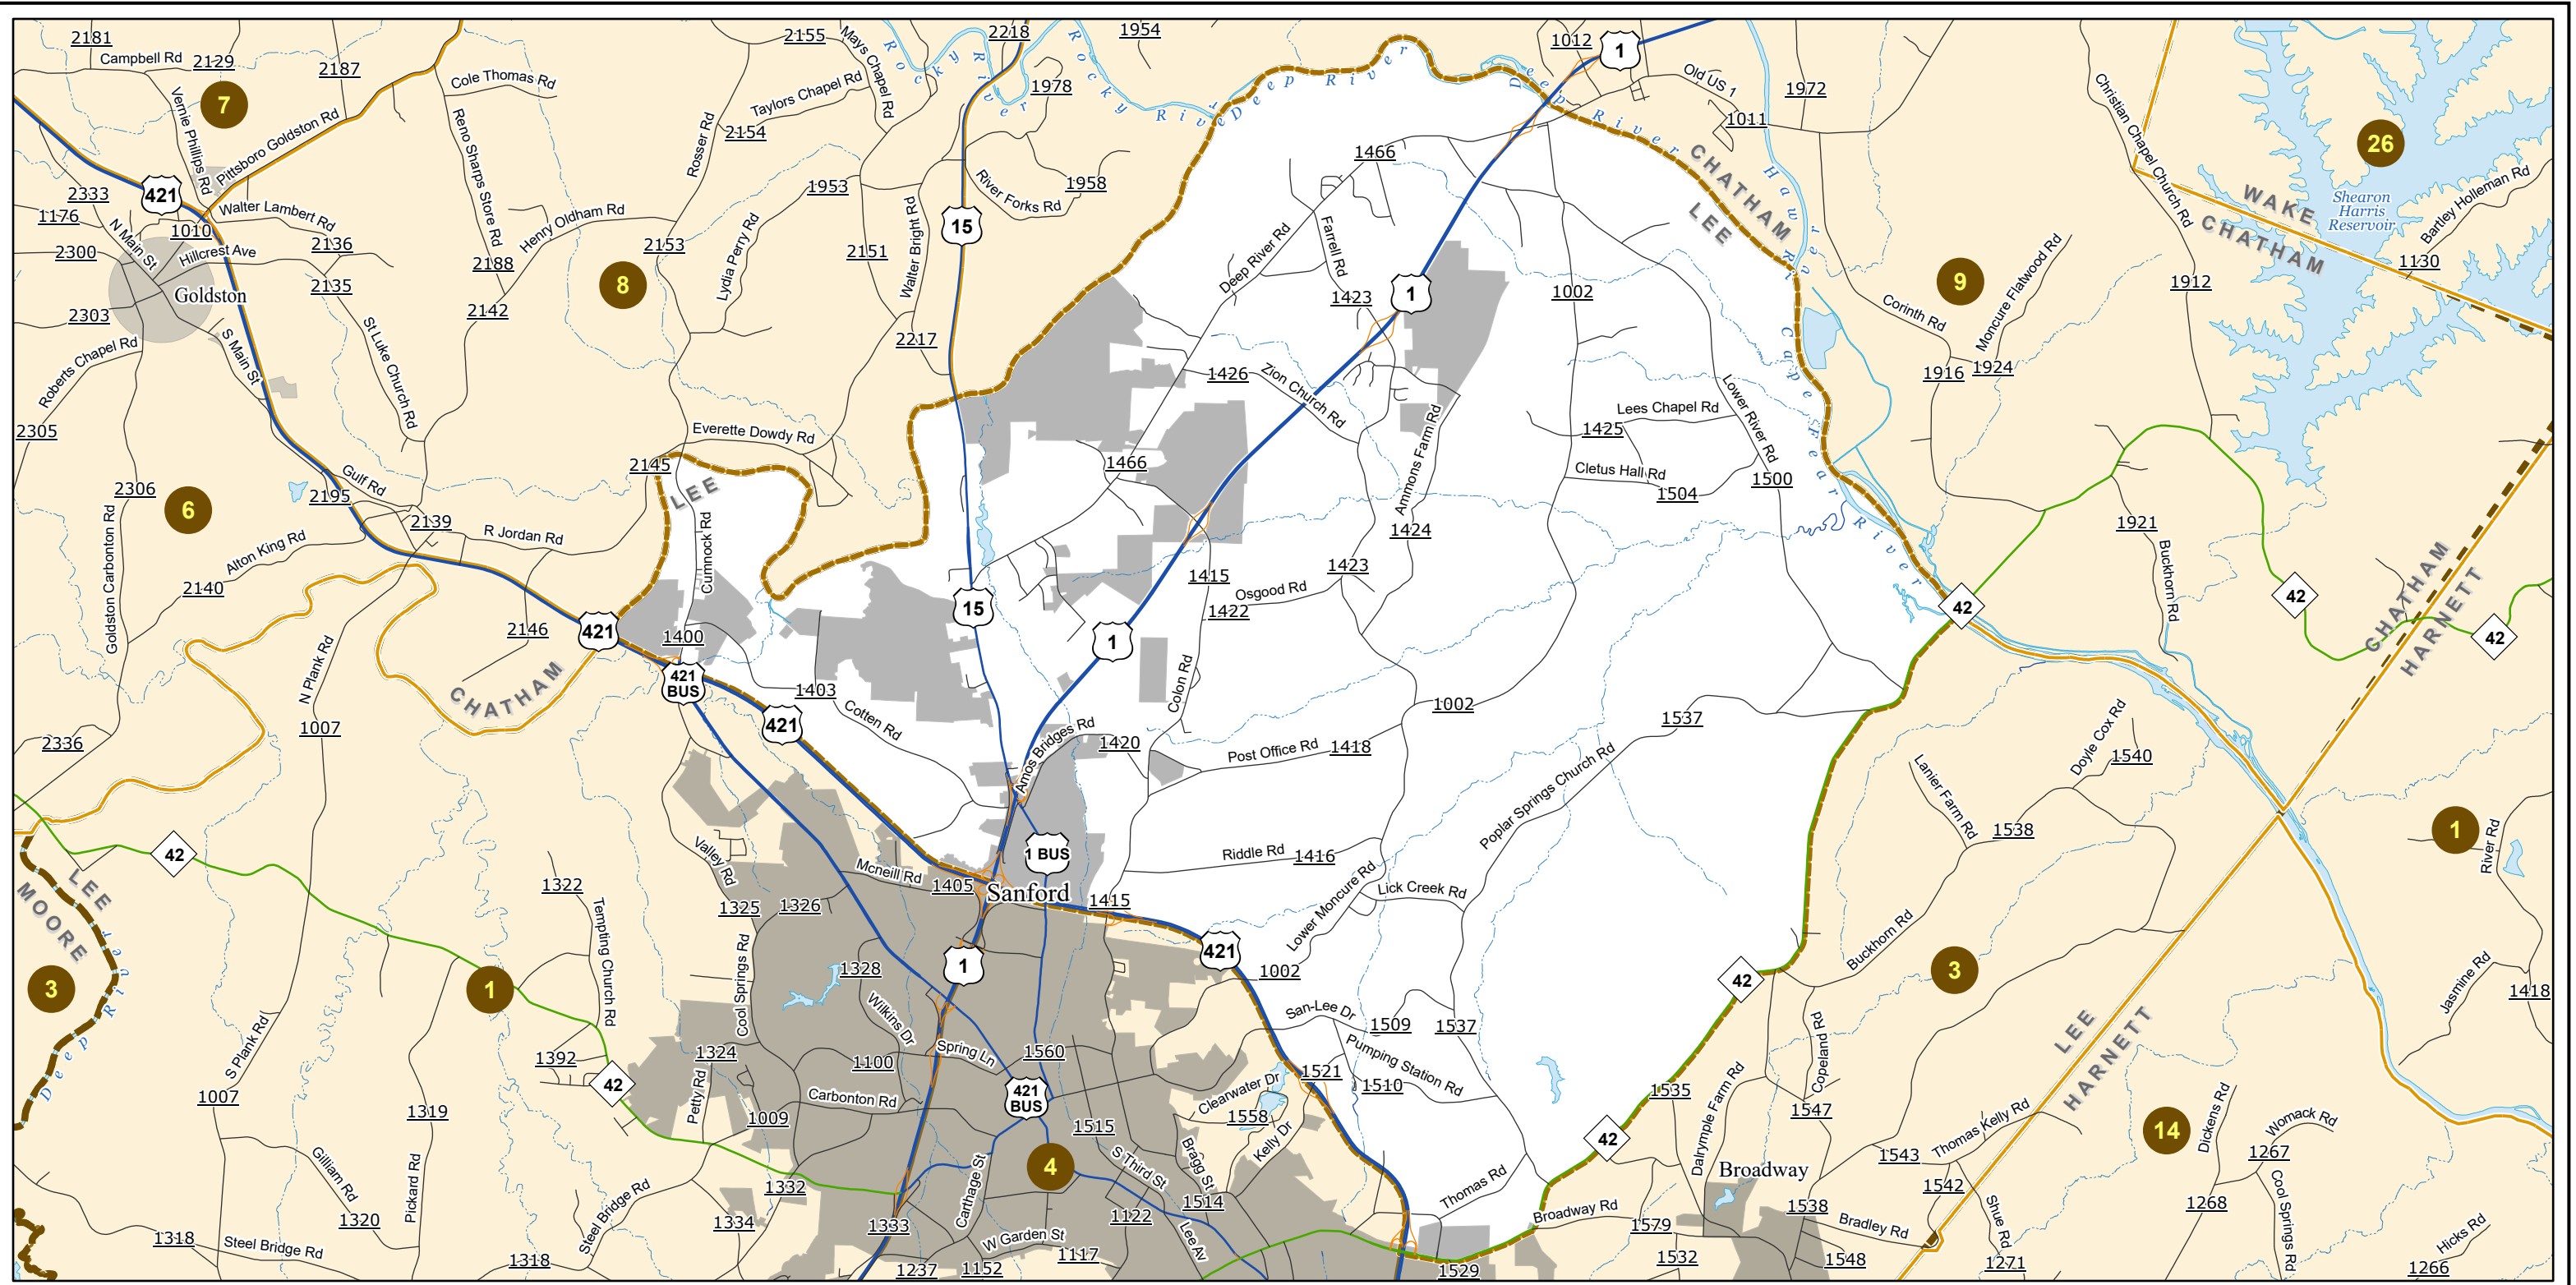 2181
Campbell Rd
2129
2187
7
Vernie Phillips Rd
Pittsboro Goldston Rd
Cole Thomas Rd
Reno Sharps Store Rd
2155
Mays Chapel Rd
Taylors Chapel Rd
2154
Rosser Rd
Rocky River
2218
1978
Rocky River
1954
Deep River
Deep River
1012
1
Old US 1
1011
1972
Haw River
Christian Chapel Church Rd
26
WAKE
CHATHAM
Shearon
Harris
Reservoir
Bartley Holleman Rd
1130
421
2333
1176
N Main St
1010
Walter Lambert Rd
2136
Hillcrest Ave
2300
2135
Goldston
2303
S Main St
Roberts Chapel Rd
2305
St Luke Church Rd
2188
2142
Henry Oldham Rd
2153
8
Lydia Perry Rd
1953
2151
Walter Bright Rd
2217
15
River Forks Rd
1958
1466
Farrell Rd
Deep River Rd
1423
1
1002
CHATHAM
LEE
9
Corinth Rd
Moncure Flatwood Rd
1916
1924
1912
1426
Zion Church Rd
Ammons Farm Rd
Lees Chapel Rd
1425
Lower River Rd
Cletus Hall Rd
1504
1500
Cape Fear River
Everette Dowdy Rd
2145
LEE
Gulf Rd
2195
2306
6
2139
R Jordan Rd
Alton King Rd
2140
Goldston Carbonton Rd
Cumnock Rd
1466
1424
1415
1423
Osgood Rd
1422
1921
Buckhorn Rd
42
42
CHATHAM
HARNETT
42
2146
421
1400
15
1
Colon Rd
CHATHAM
N Plank Rd
1007
421
BUS
1403
421
Cotten Rd
2336
Amos Bridges Rd
1420
Post Office Rd
1418
1002
1537
Poplar Springs Church Rd
Doyle Cox Rd
1540
Lanier Farm Rd
1538
1
River Rd
42
LEE
MOORE
Deep River
3
1322
Tempting Church Rd
Valley Rd
Mcneill Rd
1405
1 BUS
Sanford
1415
1325
1326
Riddle Rd
1416
Lower Moncure Rd
Lick Creek Rd
421
1002
Buckhorn Rd
3
42
1
Cool Springs Rd
1328
1
Wilkins Dr
San-Lee Dr
1509
1537
Pumping Station Rd
1510
1521
Jasmine Rd
1418
LEE
HARNETT
S Plank Rd
1007
1392
42
1324
Petty Rd
1100
Spring Ln
1560
Carbonton Rd
1009
421
BUS
Clearwater Dr
1558
Kelly Dr
1515
1535
Dalrymple Farm Rd
Copeland Rd
1547
42
1319
Pickard Rd
Gilliam Rd
1320
4
S Third St
Bragg St
1514
1122
Carthage St
1332
Thomas Rd
Broadway
Thomas Kelly Rd
1543
1542
14
Dickens Rd
Womack Rd
1267
1268
Cool Springs Rd
1318
Steel Bridge Rd
Steel Bridge Rd
1318
1334
1333
W Garden St
1117
Lee Av
1237
1152
Broadway Rd
1579
1538
Bradley Rd
1548
1532
1529
Shue Rd
1271
Hicks Rd
1266